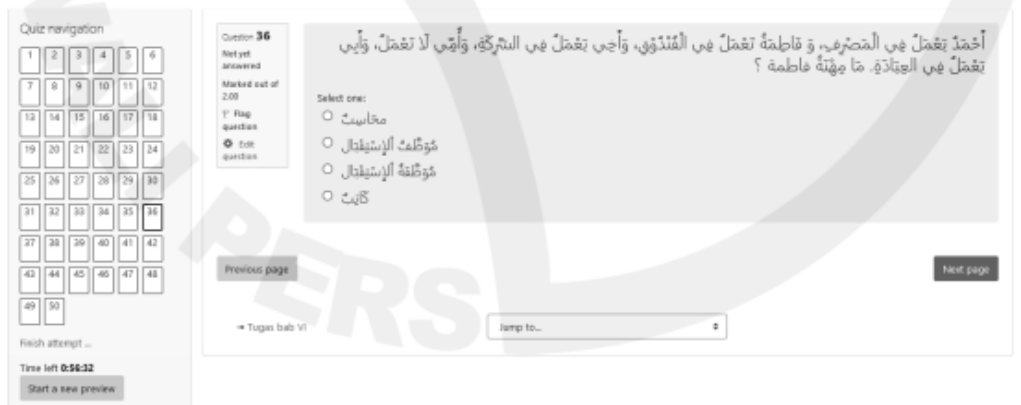 Quiz navigation
1 2 3 4 5 6
7 8 9 10 11 12
13 14 15 16 17 18
19 20 21 22 23 24
25 26 27 28 29 30
31 32 33 34 35 36
37 38 39 40 41 42
43 44 45 46 47 48
49 50
Finish attempt ...
Time left 0:56:32
Start a new preview
Question 36
Not yet
answered
Marked out of
2.00
Flag
question
Edit
question
أَحْمَدُ يَعْمَلُ فِي الْمَصْرِفِ، وَ فَاطِمَةُ تَعْمَلُ فِي الْفُنْدُوْقِ، وَأَخِي يَعْمَلُ فِي الشَّرِكَةِ، وَأُمِّي لَا تَعْمَلُ، وَأَبِي
يَعْمَلُ فِي العِيَادَةِ. مَا مِهْنَةُ فاطمة ؟
Select one:
محَاسِبٌ
مُوَظَّفُ ألإِسْتِقْبَال
مُوَظَّفَةُ ألإِسْتِقْبَال
كَاتِبٌ
Previous page
Next page
Tugas bab VI
Jump to...
PERS